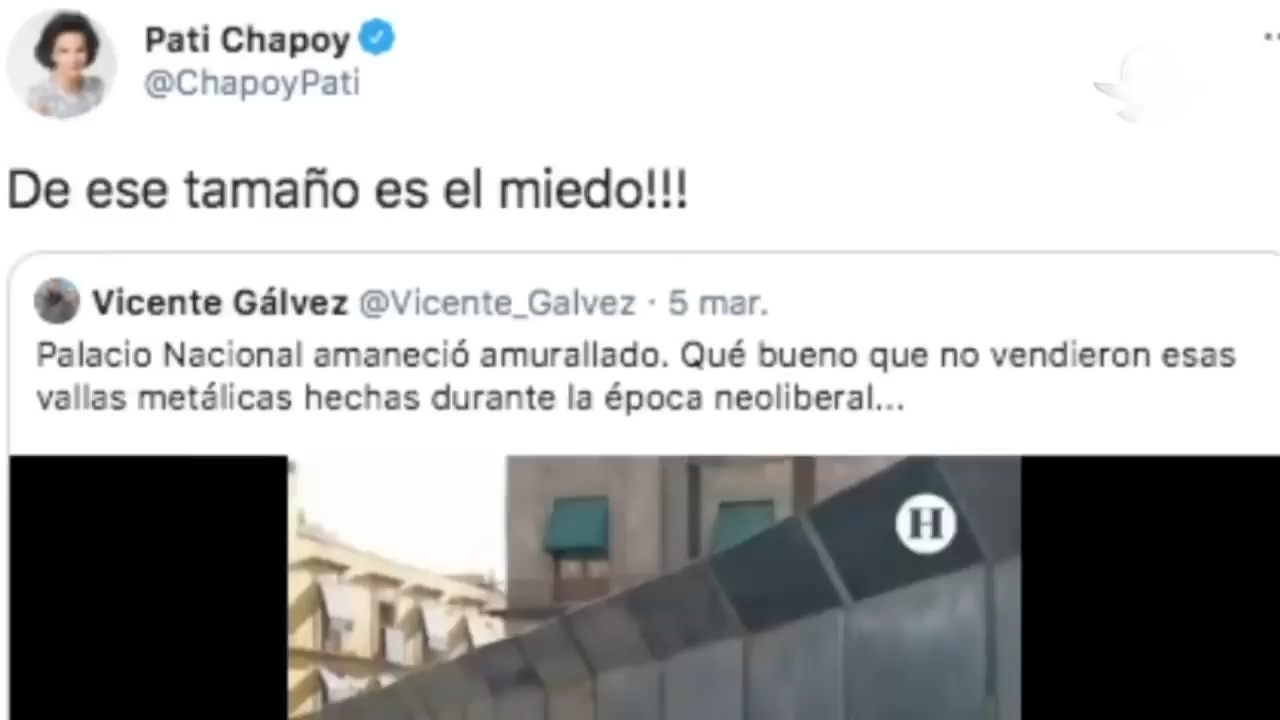 Pati Chapoy
@ChapoyPati
De ese tamaño es el miedo!!!
Vicente Gálvez @Vicente_Galvez · 5 mar.
Palacio Nacional amaneció amurallado. Qué bueno que no vendieron esas
vallas metálicas hechas durante la época neoliberal...
H